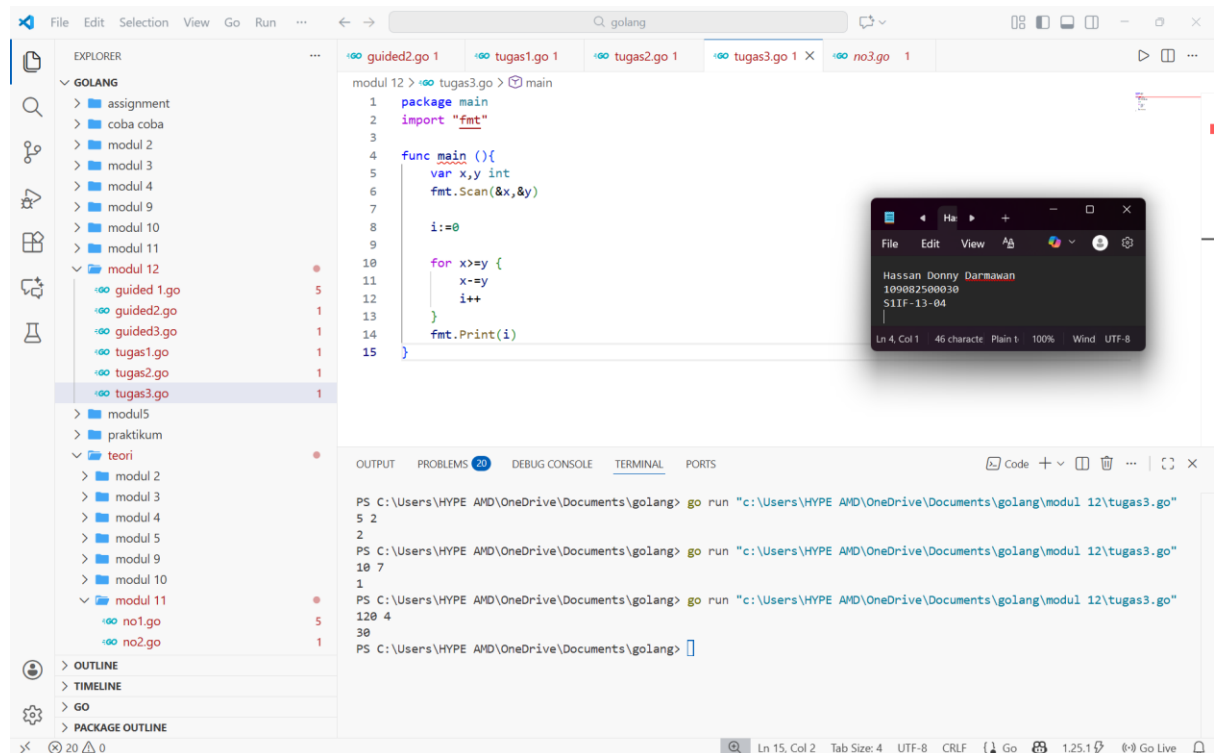 File Edit Selection View Go Run ...
golang
EXPLORER
GOLANG
assignment
coba coba
modul 2
modul 3
modul 4
modul 9
modul 10
modul 11
modul 12
guided 1.go 5
guided2.go 1
guided3.go 1
tugas1.go 1
tugas2.go 1
tugas3.go 1
modul5
praktikum
teori
modul 2
modul 3
modul 4
modul 5
modul 9
modul 10
modul 11
no1.go 5
no2.go 1
OUTLINE
TIMELINE
GO
PACKAGE OUTLINE
guided2.go 1 tugas1.go 1 tugas2.go 1 tugas3.go 1 no3.go 1
modul 12 > tugas3.go > main
1 package main
2 import "fmt"
3
4 func main (){
5 var x,y int
6 fmt.Scan(&x,&y)
7
8 i:=0
9
10 for x>=y {
11 x-=y
12 i++
13 }
14 fmt.Print(i)
15 }
Has
File Edit View
Hassan Donny Darmawan
109082500030
S1IF-13-04
Ln 4, Col 1 46 characte Plain t 100% Wind UTF-8
OUTPUT PROBLEMS 20 DEBUG CONSOLE TERMINAL PORTS
Code
PS C:\Users\HYPE AMD\OneDrive\Documents\golang> go run "c:\Users\HYPE AMD\OneDrive\Documents\golang\modul 12\tugas3.go"
5 2
2
PS C:\Users\HYPE AMD\OneDrive\Documents\golang> go run "c:\Users\HYPE AMD\OneDrive\Documents\golang\modul 12\tugas3.go"
10 7
1
PS C:\Users\HYPE AMD\OneDrive\Documents\golang> go run "c:\Users\HYPE AMD\OneDrive\Documents\golang\modul 12\tugas3.go"
120 4
30
PS C:\Users\HYPE AMD\OneDrive\Documents\golang>
20 0 Ln 15, Col 2 Tab Size: 4 UTF-8 CRLF Go 1.25.1 Go Live